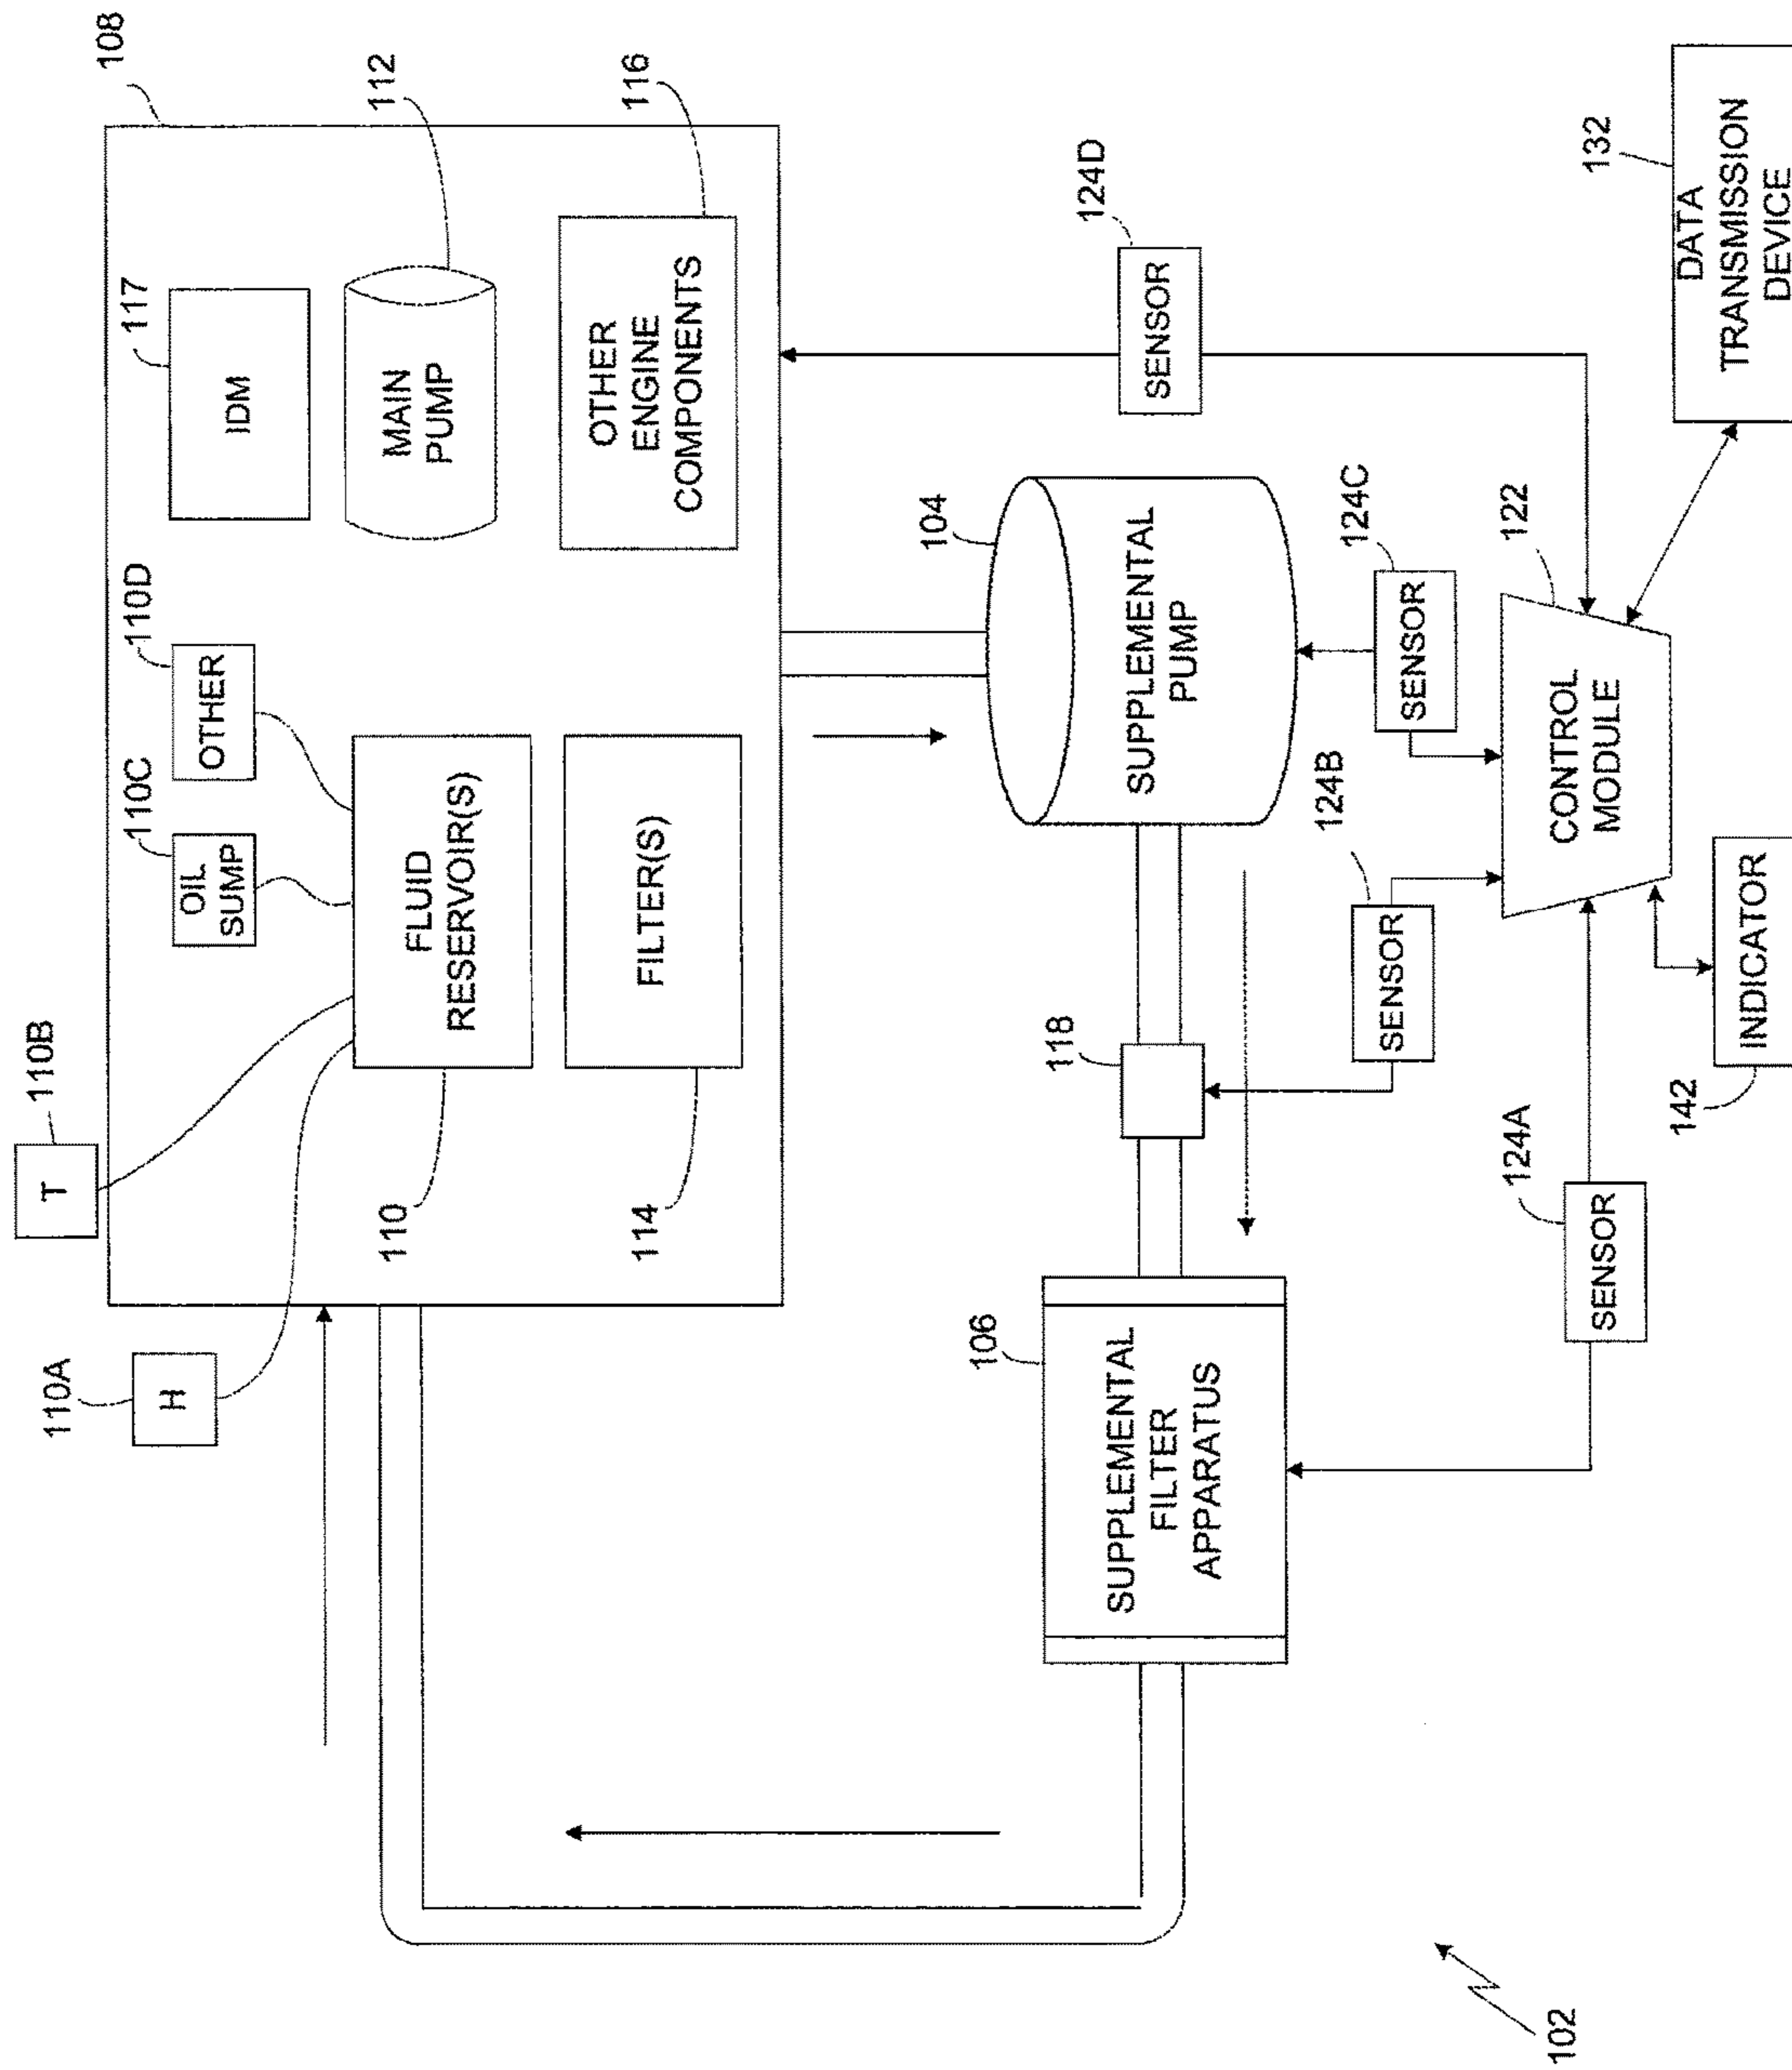 108
117
IDM
112
MAIN
PUMP
116
OTHER
ENGINE
COMPONENTS
110D
OTHER
110C
OIL
SUMP
FLUID
RESERVOIR(S)
110
FILTER(S)
114
110B
T
110A
H
104
SUPPLEMENTAL
PUMP
118
106
SUPPLEMENTAL
FILTER
APPARATUS
124D
SENSOR
124C
SENSOR
124B
SENSOR
124A
SENSOR
122
CONTROL
MODULE
132
DATA
TRANSMISSION
DEVICE
142
INDICATOR
102